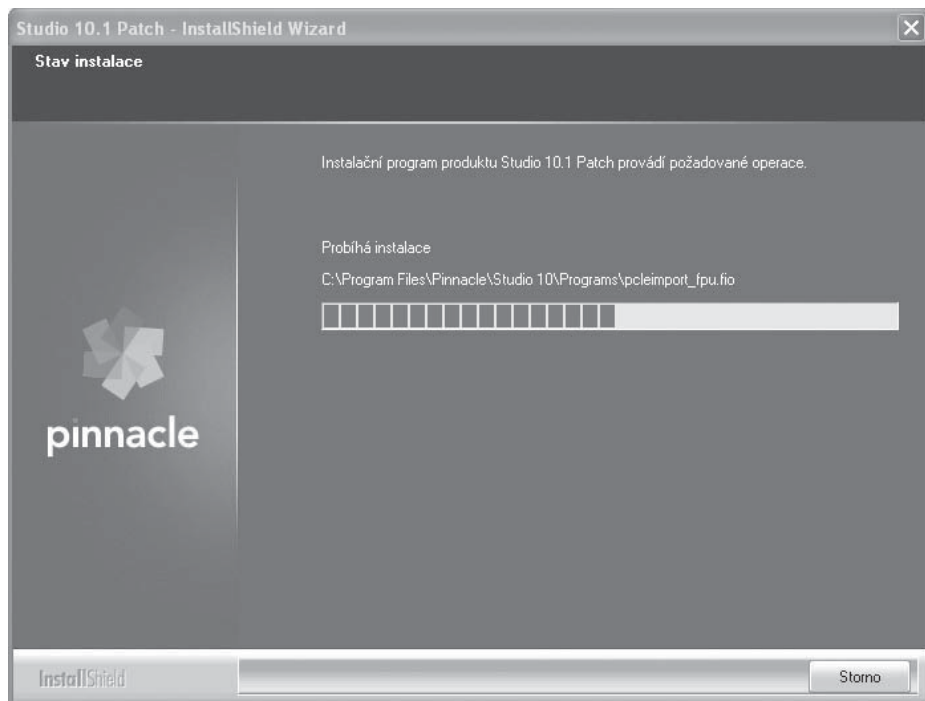 Studio 10.1 Patch - InstallShield Wizard
Stav instalace
Instalační program produktu Studio 10.1 Patch provádí požadované operace.
Probíhá instalace
C:\Program Files\Pinnacle\Studio 10\Programs\pcleimport_fpu.fio
pinnacle
InstallShield
Storno